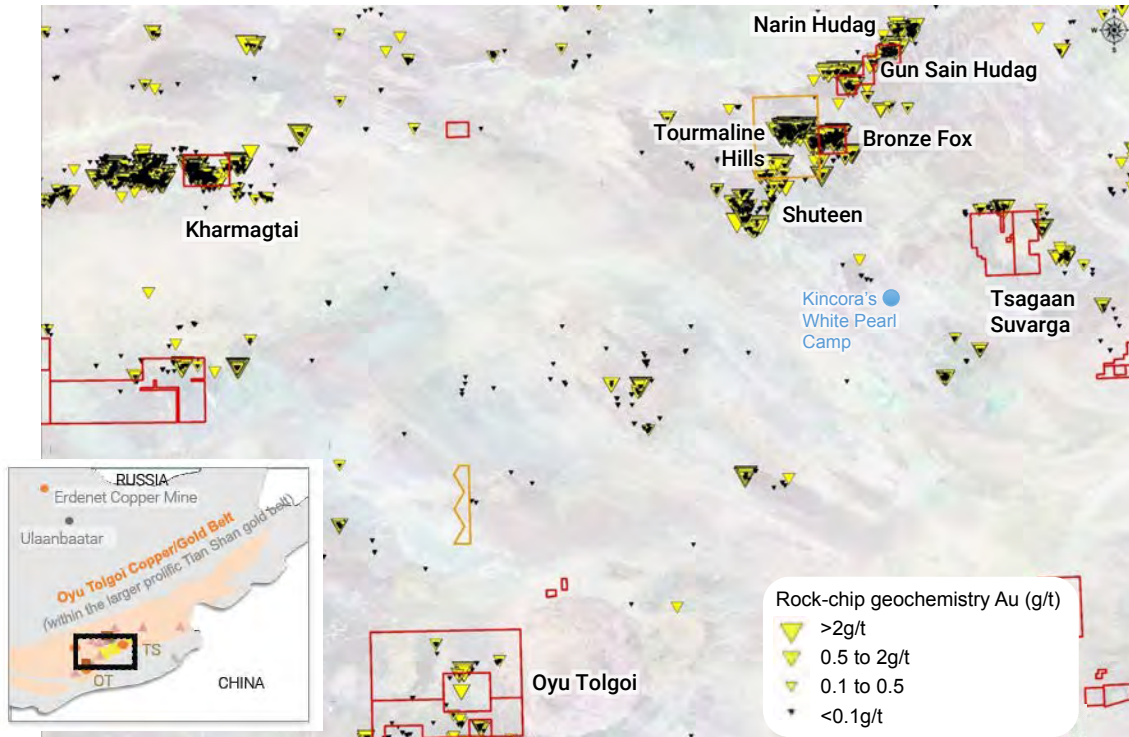 Narin Hudag
N
W
S
Gun Sain Hudag
Tourmaline
Hills
Bronze Fox
Kharmagtai
Shuteen
Kincora's
White Pearl
Camp
Tsagaan
Suvarga
RUSSIA
Erdenet Copper Mine
Ulaanbaatar
Oyu Tolgoi Copper/Gold Belt
(within the larger prolific Tian Shan gold belt)
TS
OT
CHINA
Oyu Tolgoi
Rock-chip geochemistry Au (g/t)
>2g/t
0.5 to 2g/t
0.1 to 0.5
<0.1g/t